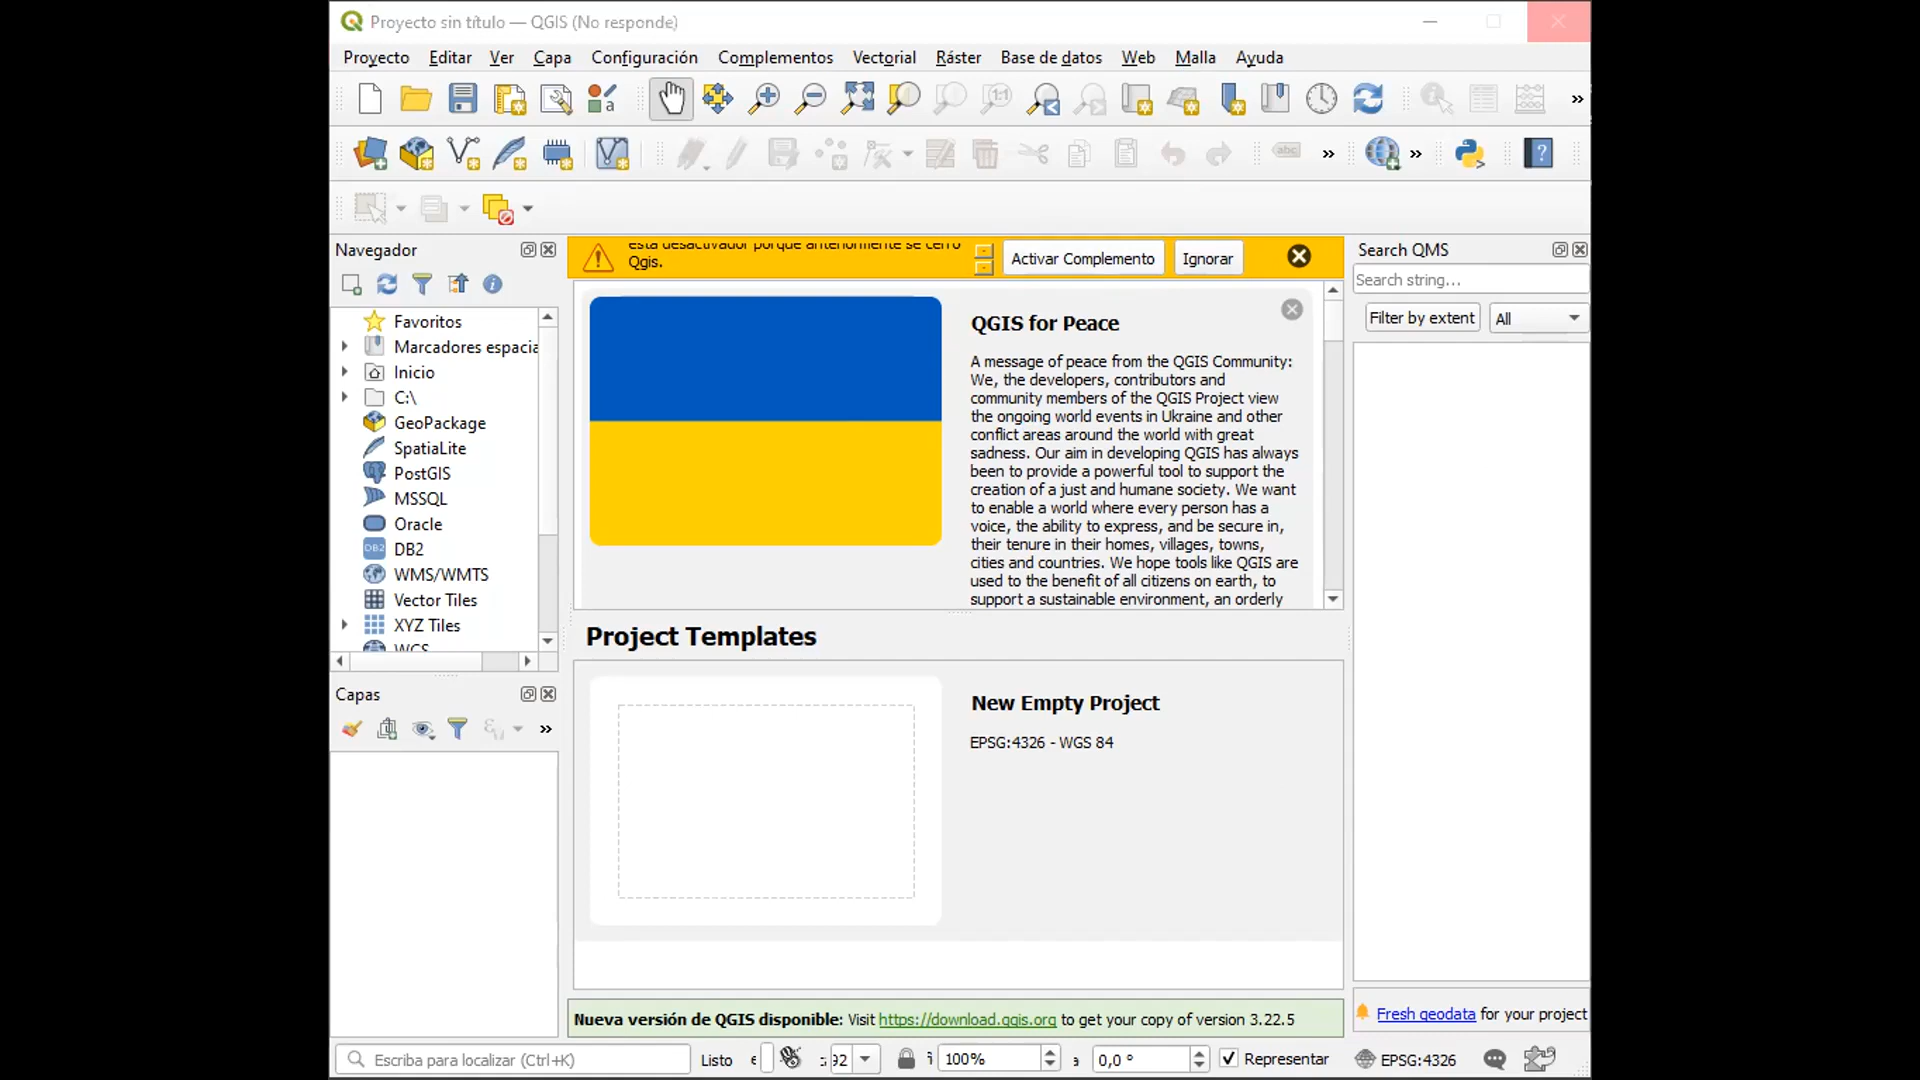 Proyecto sin título — QGIS (No responde)
Proyecto Editar Ver Capa Configuración Complementos Vectorial Ráster Base de datos Web Malla Ayuda
Navegador
Favoritos
Marcadores espacia
Inicio
C:\
GeoPackage
SpatiaLite
PostGIS
MSSQL
Oracle
DB2
WMS/WMTS
Vector Tiles
XYZ Tiles
WCS
Capas
está desactivador porque anteriormente se cerró
Qgis.
Activar Complemento
Ignorar
QGIS for Peace
A message of peace from the QGIS Community:
We, the developers, contributors and
community members of the QGIS Project view
the ongoing world events in Ukraine and other
conflict areas around the world with great
sadness. Our aim in developing QGIS has always
been to provide a powerful tool to support the
creation of a just and humane society. We want
to enable a world where every person has a
voice, the ability to express, and be secure in,
their tenure in their homes, villages, towns,
cities and countries. We hope tools like QGIS are
used to the benefit of all citizens on earth, to
support a sustainable environment, an orderly
Project Templates
New Empty Project
EPSG:4326 - WGS 84
Nueva versión de QGIS disponible: Visit https://download.qgis.org to get your copy of version 3.22.5
Search QMS
Search string...
Filter by extent
All
Fresh geodata for your project
Escriba para localizar (Ctrl+K)
Listo
100%
0,0 °
Representar
EPSG:4326